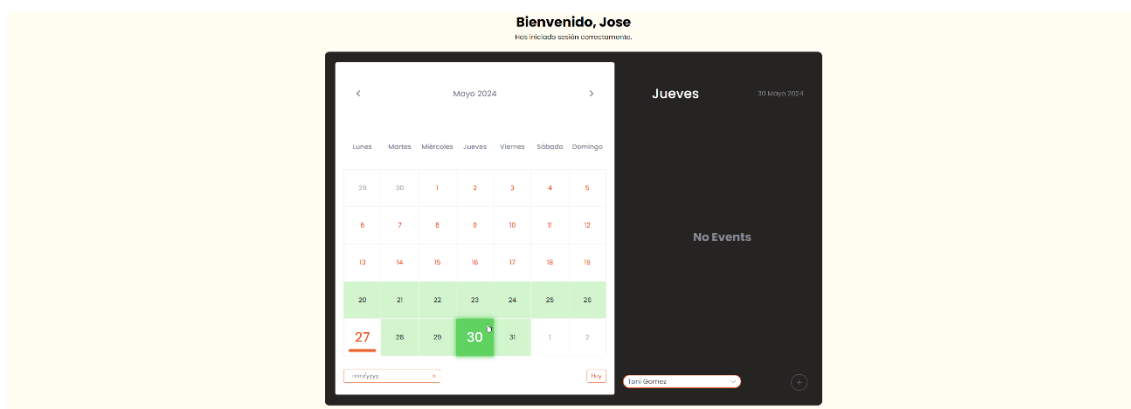 Bienvenido, Jose
Has iniciado sesión correctamente.
Mayo 2024
Lunes Martes Miércoles Jueves Viernes Sábado Domingo
29 30 1 2 3 4 5
6 7 8 9 10 11 12
13 14 15 16 17 18 19
20 21 22 23 24 25 26
27 28 29 30 31 1 2
mm/yyyy Ir Hoy
Jueves 30 Mayo 2024
No Events
Toni Gomez